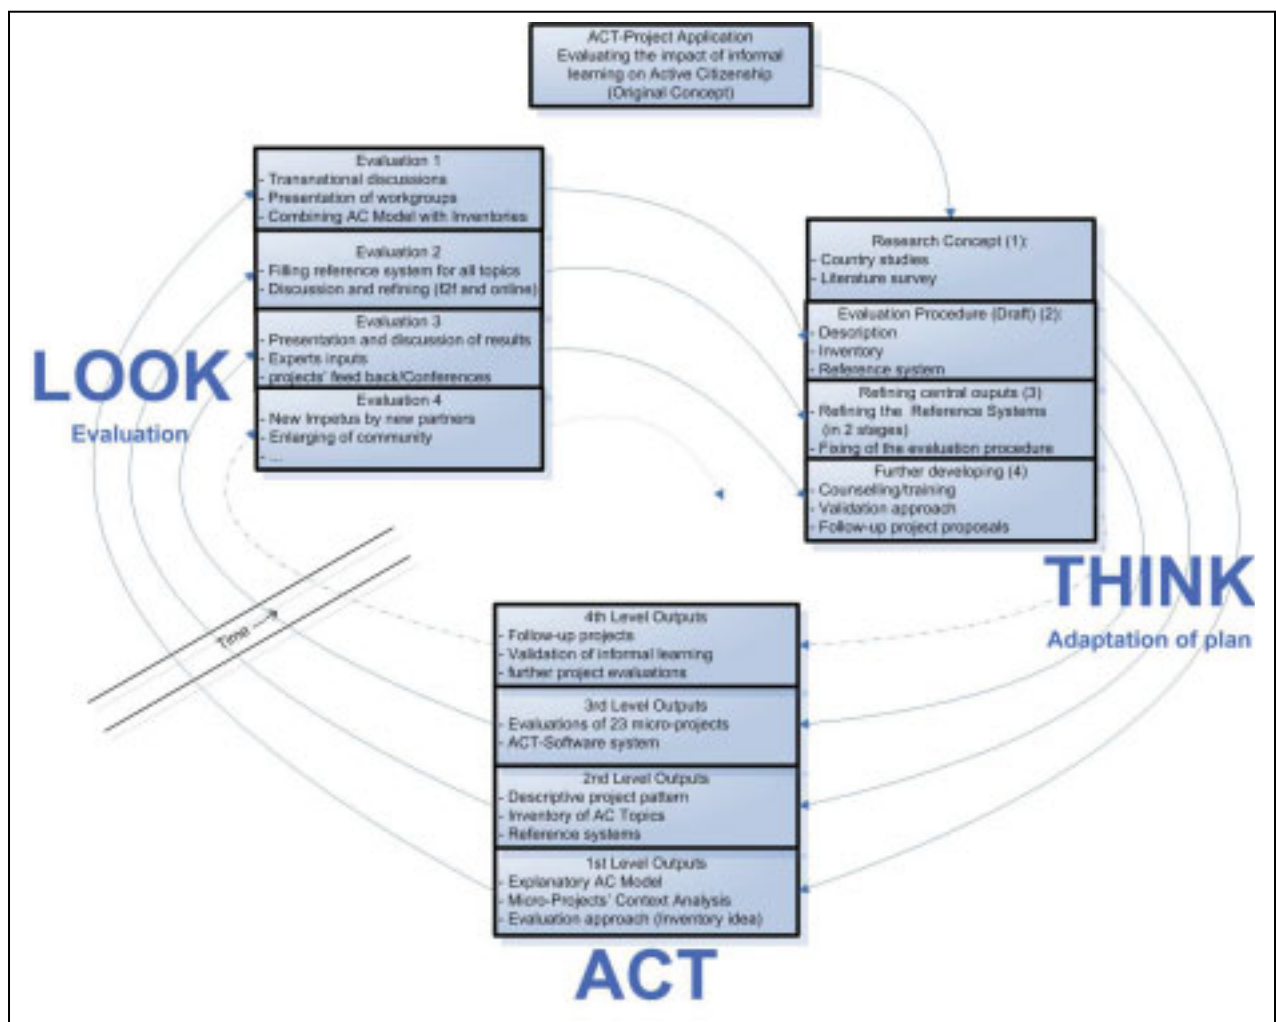 ACT-Project Application
Evaluating the impact of informal
learning on Active Citizenship
(Original Concept)
Evaluation 1
- Transnational discussions
- Presentation of workgroups
- Combining AC Model with Inventories
Evaluation 2
- Filling reference system for all topics
- Discussion and refining (f2f and online)
Evaluation 3
- Presentation and discussion of results
- Experts inputs
- projects' feed back/Conferences
Evaluation 4
- New Impetus by new partners
- Enlarging of community
- ....
LOOK
Evaluation
Research Concept (1):
- Country studies
- Literature survey
Evaluation Procedure (Draft) (2):
- Description
- Inventory
- Reference system
Refining central ouputs (3)
- Refining the Reference Systems
(in 2 stages)
- Fixing of the evaluation procedure
Further developing (4)
- Counselling/training
- Validation approach
- Follow-up project proposals
THINK
Adaptation of plan
Time
4th Level Outputs
- Follow-up projects
- Validation of informal learning
- further project evaluations
3rd Level Outputs
- Evaluations of 23 micro-projects
- ACT-Software system
2nd Level Outputs
- Descriptive project pattern
- Inventory of AC Topics
- Reference systems
1st Level Outputs
- Explanatory AC Model
- Micro-Projects' Context Analysis
- Evaluation approach (Inventory idea)
ACT